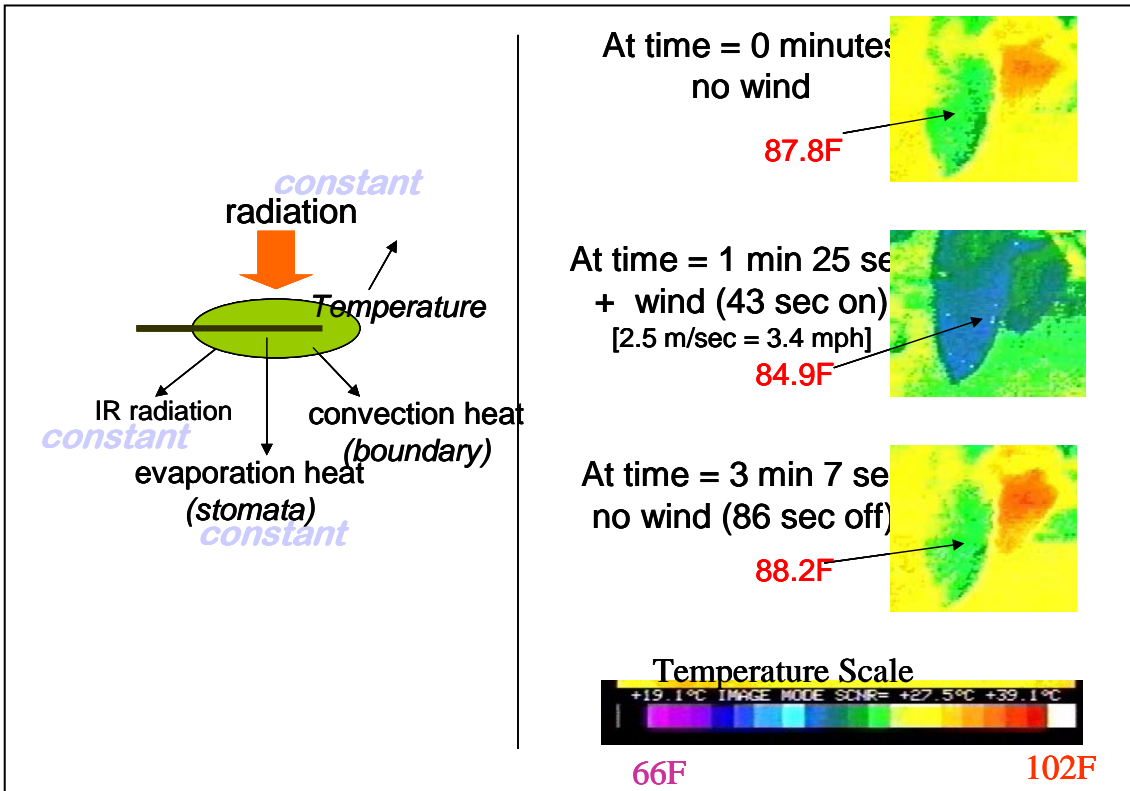 constant
radiation
Temperature
IR radiation
constant
convection heat
(boundary)
evaporation heat
(stomata)
constant
At time = 0 minutes
no wind
87.8F
At time = 1 min 25 se
+ wind (43 sec on)
[2.5 m/sec = 3.4 mph]
84.9F
At time = 3 min 7 se
no wind (86 sec off)
88.2F
Temperature Scale
+19.1°C IMAGE MODE SCNR= +27.5°C +39.1°C
66F
102F